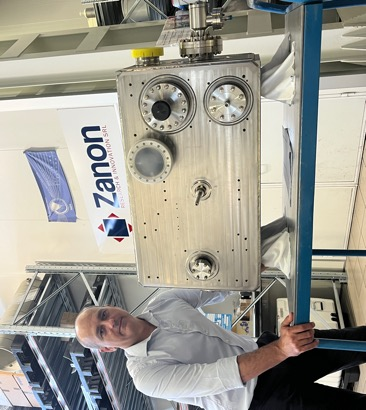 Zanon
RESEARCH & INNOVATION SRL